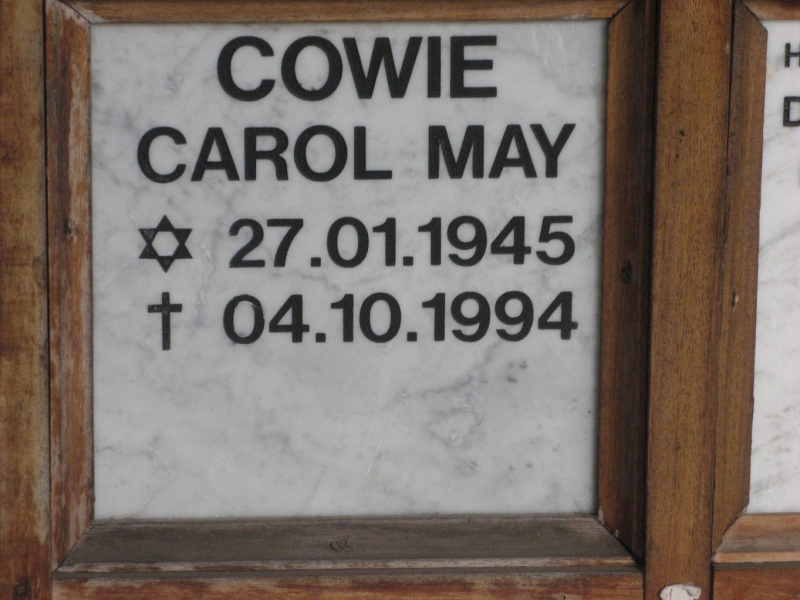 COWIE
CAROL MAY
✡ 27.01.1945
✝ 04.10.1994
H
D